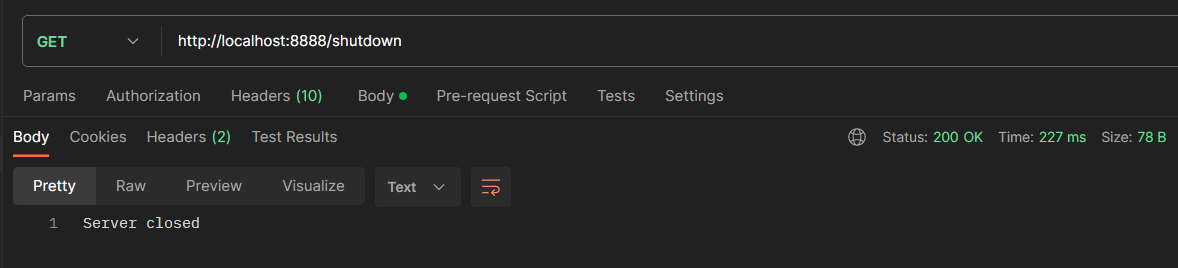 GET http://localhost:8888/shutdown
Params Authorization Headers (10) Body Pre-request Script Tests Settings
Body Cookies Headers (2) Test Results Status: 200 OK Time: 227 ms Size: 78 B
Pretty Raw Preview Visualize Text
1 Server closed